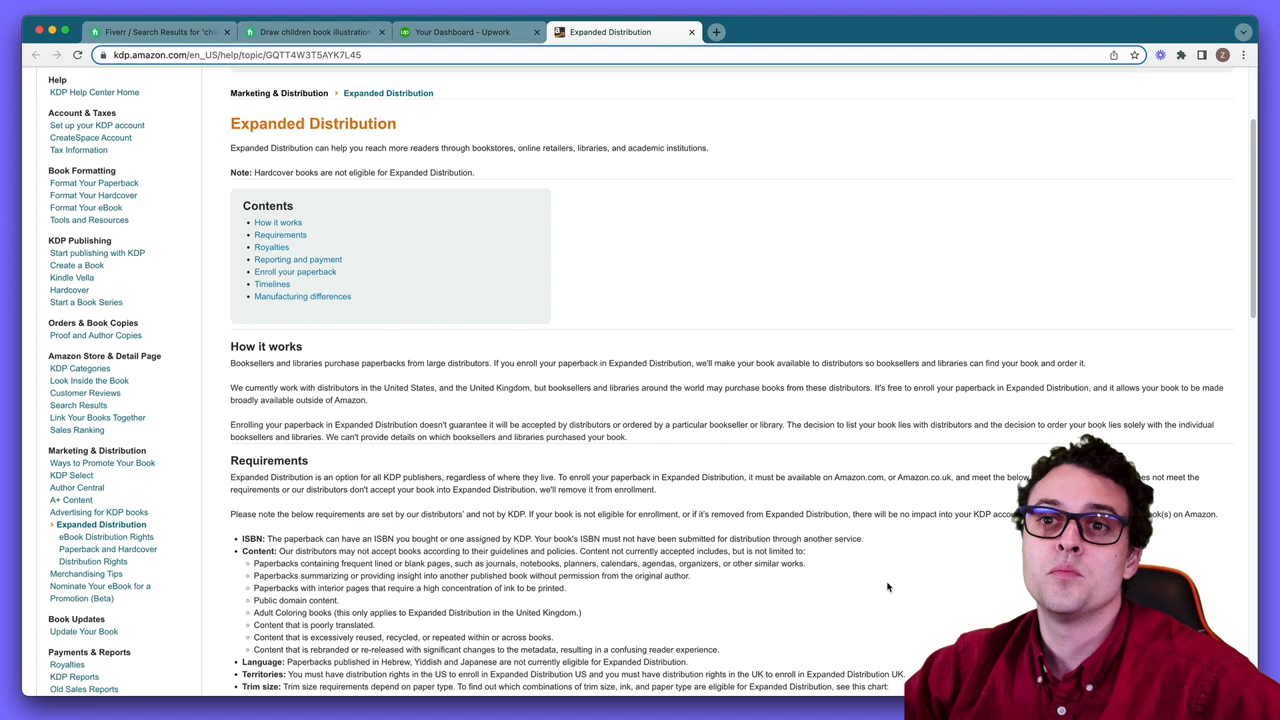 Fiverr / Search Results for 'chil
Draw children book illustration
Your Dashboard - Upwork
Expanded Distribution
kdp.amazon.com/en_US/help/topic/GQTT4W3T5AYK7L45
Z
Help
KDP Help Center Home
Account & Taxes
Set up your KDP account
CreateSpace Account
Tax Information
Book Formatting
Format Your Paperback
Format Your Hardcover
Format Your eBook
Tools and Resources
KDP Publishing
Start publishing with KDP
Create a Book
Kindle Vella
Hardcover
Start a Book Series
Orders & Book Copies
Proof and Author Copies
Amazon Store & Detail Page
KDP Categories
Look Inside the Book
Customer Reviews
Search Results
Link Your Books Together
Sales Ranking
Marketing & Distribution
Ways to Promote Your Book
KDP Select
Author Central
A+ Content
Advertising for KDP books
Expanded Distribution
eBook Distribution Rights
Paperback and Hardcover
Distribution Rights
Merchandising Tips
Nominate Your eBook for a
Promotion (Beta)
Book Updates
Update Your Book
Payments & Reports
Royalties
KDP Reports
Old Sales Reports
Marketing & Distribution › Expanded Distribution
Expanded Distribution
Expanded Distribution can help you reach more readers through bookstores, online retailers, libraries, and academic institutions.
Note: Hardcover books are not eligible for Expanded Distribution.
Contents
• How it works
• Requirements
• Royalties
• Reporting and payment
• Enroll your paperback
• Timelines
• Manufacturing differences
How it works
Booksellers and libraries purchase paperbacks from large distributors. If you enroll your paperback in Expanded Distribution, we'll make your book available to distributors so booksellers and libraries can find your book and order it.
We currently work with distributors in the United States, and the United Kingdom, but booksellers and libraries around the world may purchase books from these distributors. It's free to enroll your paperback in Expanded Distribution, and it allows your book to be made
broadly available outside of Amazon.
Enrolling your paperback in Expanded Distribution doesn't guarantee it will be accepted by distributors or ordered by a particular bookseller or library. The decision to list your book lies with distributors and the decision to order your book lies solely with the individual
booksellers and libraries. We can't provide details on which booksellers and libraries purchased your book.
Requirements
Expanded Distribution is an option for all KDP publishers, regardless of where they live. To enroll your paperback in Expanded Distribution, it must be available on Amazon.com, or Amazon.co.uk, and meet the below not meet the
requirements or our distributors don't accept your book into Expanded Distribution, we'll remove it from enrollment.
Please note the below requirements are set by our distributors' and not by KDP. If your book is not eligible for enrollment, or if it's removed from Expanded Distribution, there will be no impact into your KDP on Amazon.
• ISBN: The paperback can have an ISBN you bought or one assigned by KDP. Your book's ISBN must not have been submitted for distribution through another service.
• Content: Our distributors may not accept books according to their guidelines and policies. Content not currently accepted includes, but is not limited to:
Paperbacks containing frequent lined or blank pages, such as journals, notebooks, planners, calendars, agendas, organizers, or other similar works.
Paperbacks summarizing or providing insight into another published book without permission from the original author.
Paperbacks with interior pages that require a high concentration of ink to be printed.
Public domain content.
Adult Coloring books (this only applies to Expanded Distribution in the United Kingdom.)
Content that is poorly translated.
Content that is excessively reused, recycled, or repeated within or across books.
Content that is rebranded or re-released with significant changes to the metadata, resulting in a confusing reader experience.
• Language: Paperbacks published in Hebrew, Yiddish and Japanese are not currently eligible for Expanded Distribution.
• Territories: You must have distribution rights in the US to enroll in Expanded Distribution US and you must have distribution rights in the UK to enroll in Expanded Distribution UK.
• Trim size: Trim size requirements depend on paper type. To find out which combinations of trim size, ink, and paper type are eligible for Expanded Distribution, see this chart: